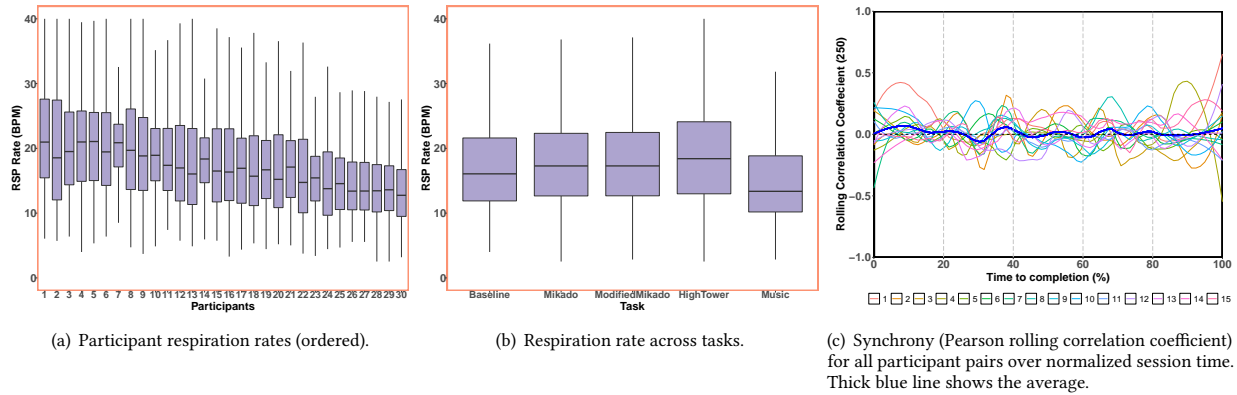 40
30
20
10
0
RSP Rate (BPM)
1 2 3 4 5 6 7 8 9 10 11 12 13 14 15 16 17 18 19 20 21 22 23 24 25 26 27 28 29 30
Participants
(a) Participant respiration rates (ordered).
40
30
20
10
0
RSP Rate (BPM)
Baseline Mikado ModifiedMikado HighTower Music
Task
(b) Respiration rate across tasks.
1.0
0.5
0.0
−0.5
−1.0
Rolling Correlation Coeffecient (250)
0 20 40 60 80 100
Time to completion (%)
1 2 3 4 5 6 7 8 9 10 11 12 13 14 15
(c) Synchrony (Pearson rolling correlation coefficient)
for all participant pairs over normalized session time.
Thick blue line shows the average.